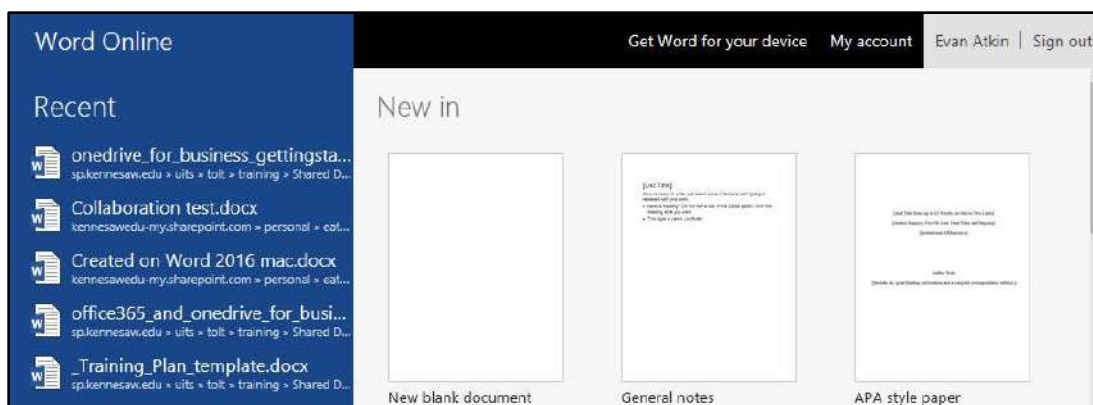 Word Online
Get Word for your device My account Evan Atkin | Sign out
Recent
onedrive_for_business_gettingsta...
sp.kennesaw.edu » uits » tolt » training » Shared D...
Collaboration test.docx
kennesawedu-my.sharepoint.com » personal » eat...
Created on Word 2016 mac.docx
kennesawedu-my.sharepoint.com » personal » eat...
office365_and_onedrive_for_busi...
sp.kennesaw.edu » uits » tolt » training » Shared D...
_Training_Plan_template.docx
sp.kennesaw.edu » uits » tolt » training » Shared D...
New in
New blank document
General notes
APA style paper